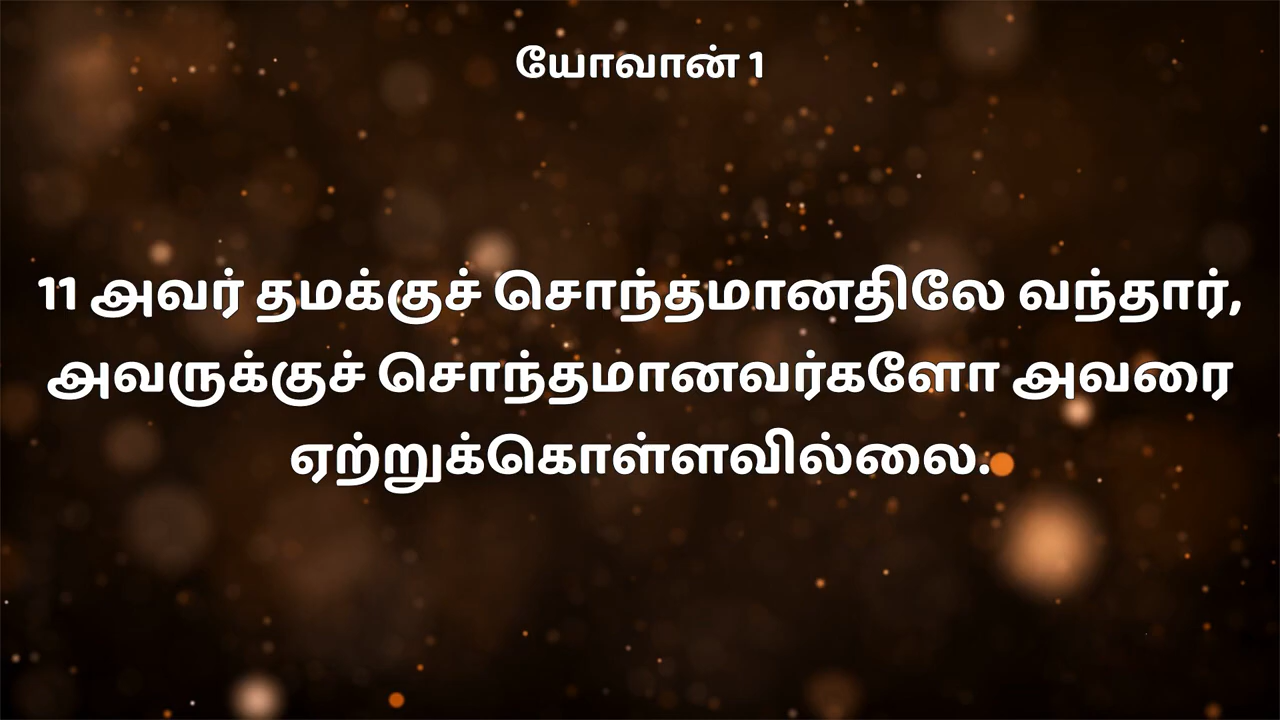 யோவான் 1
11 அவர் தமக்குச் சொந்தமானதிலே வந்தார்,
அவருக்குச் சொந்தமானவர்களோ அவரை
ஏற்றுக்கொள்ளவில்லை.